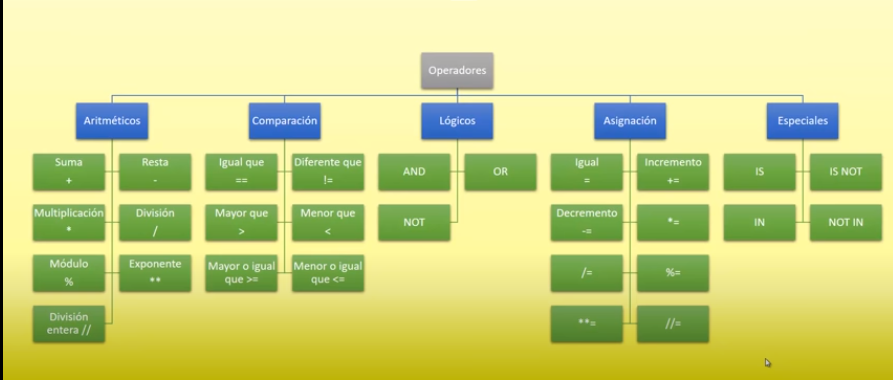 Operadores
Aritméticos
Comparación
Lógicos
Asignación
Especiales
Suma
+
Resta
-
Multiplicación
*
División
/
Módulo
%
Exponente
**
División
entera //
Igual que
==
Diferente que
!=
Mayor que
>
Menor que
<
Mayor o igual
que >=
Menor o igual
que <=
AND
OR
NOT
Igual
=
Incremento
+=
Decremento
-=
*=
/=
%=
**=
//=
IS
IS NOT
IN
NOT IN